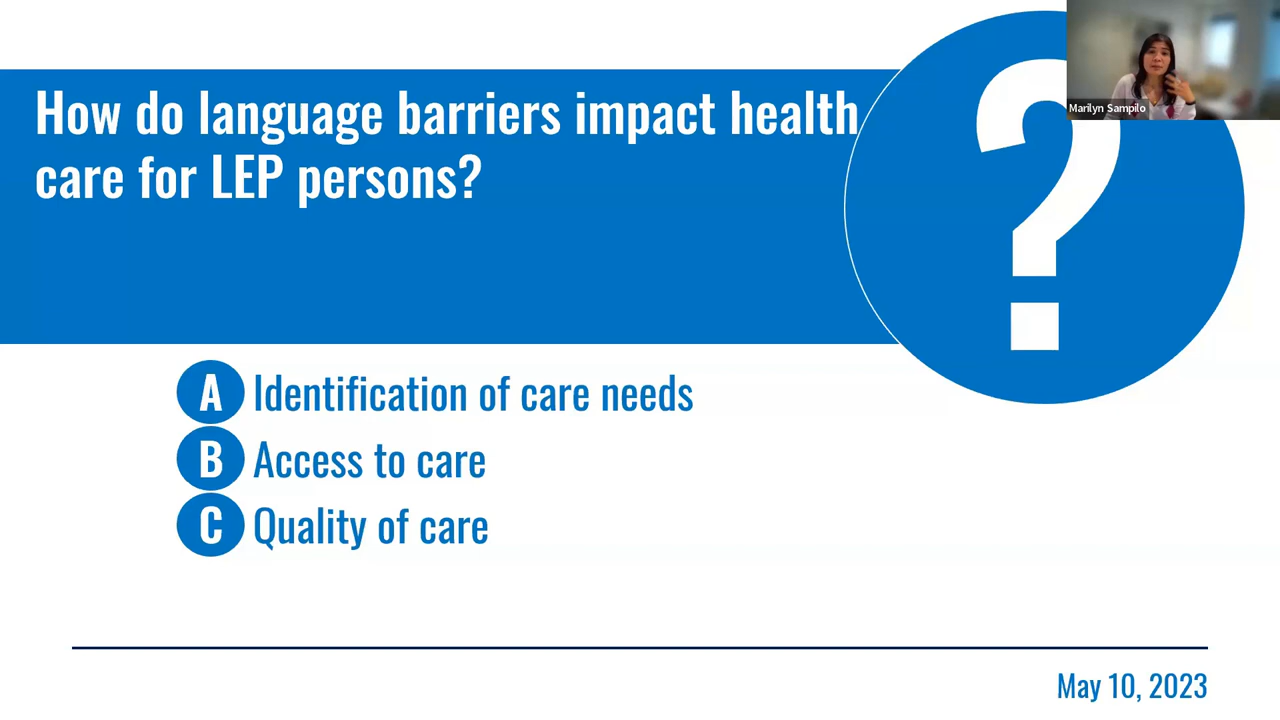 How do language barriers impact health
care for LEP persons?
?
Marilyn Sampilo
A Identification of care needs
B Access to care
C Quality of care
May 10, 2023